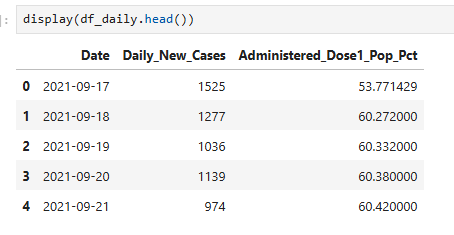 ]: display(df_daily.head())
Date Daily_New_Cases Administered_Dose1_Pop_Pct
0 2021-09-17 1525 53.771429
1 2021-09-18 1277 60.272000
2 2021-09-19 1036 60.332000
3 2021-09-20 1139 60.380000
4 2021-09-21 974 60.420000